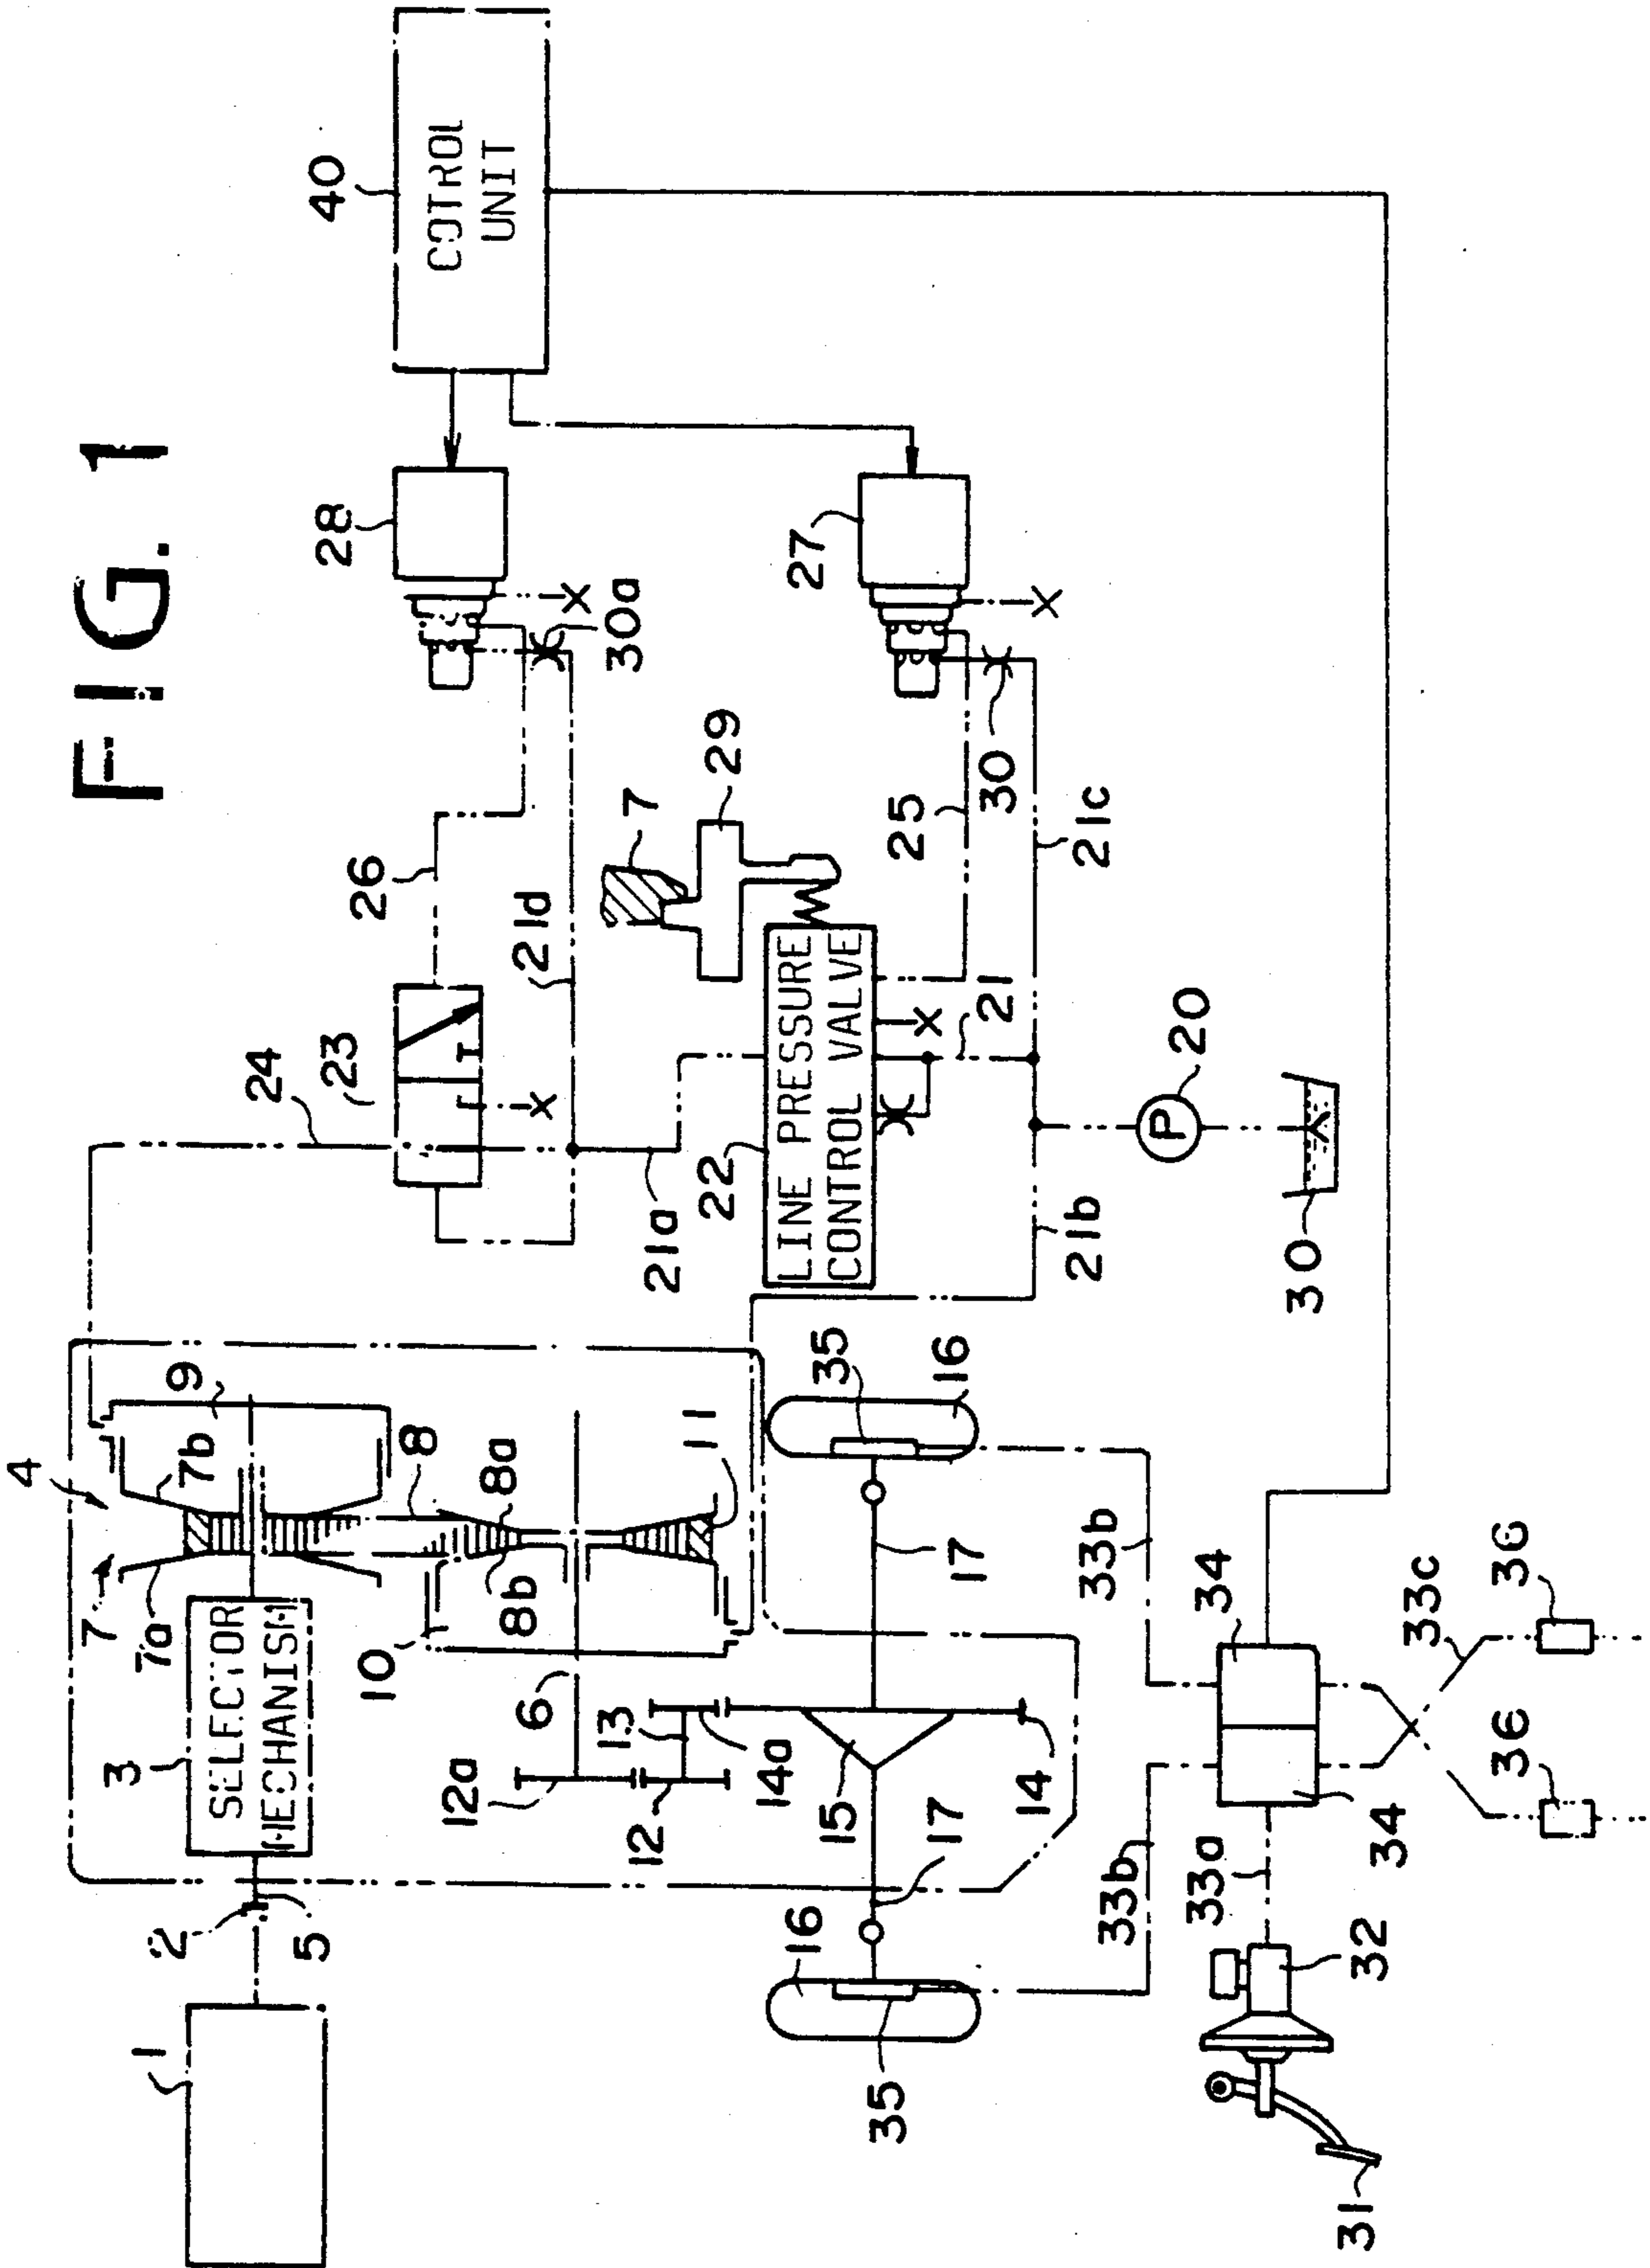 FIG. 1
40
COTROL
UNIT
28
30a
27
26
29
7
21d
25
30
21c
24
23
21a
22
LINE PRESSURE
CONTROL VALVE
21
20
P
21b
30
4
9
7b
8
8a
11
35
16
7
7a
3
SELECTOR
MECHANISM
10
8b
6
13
17
33b
34
33c
36
12a
12
14a
15
14
17
2
5
33b
33a
34
36
1
16
35
32
31